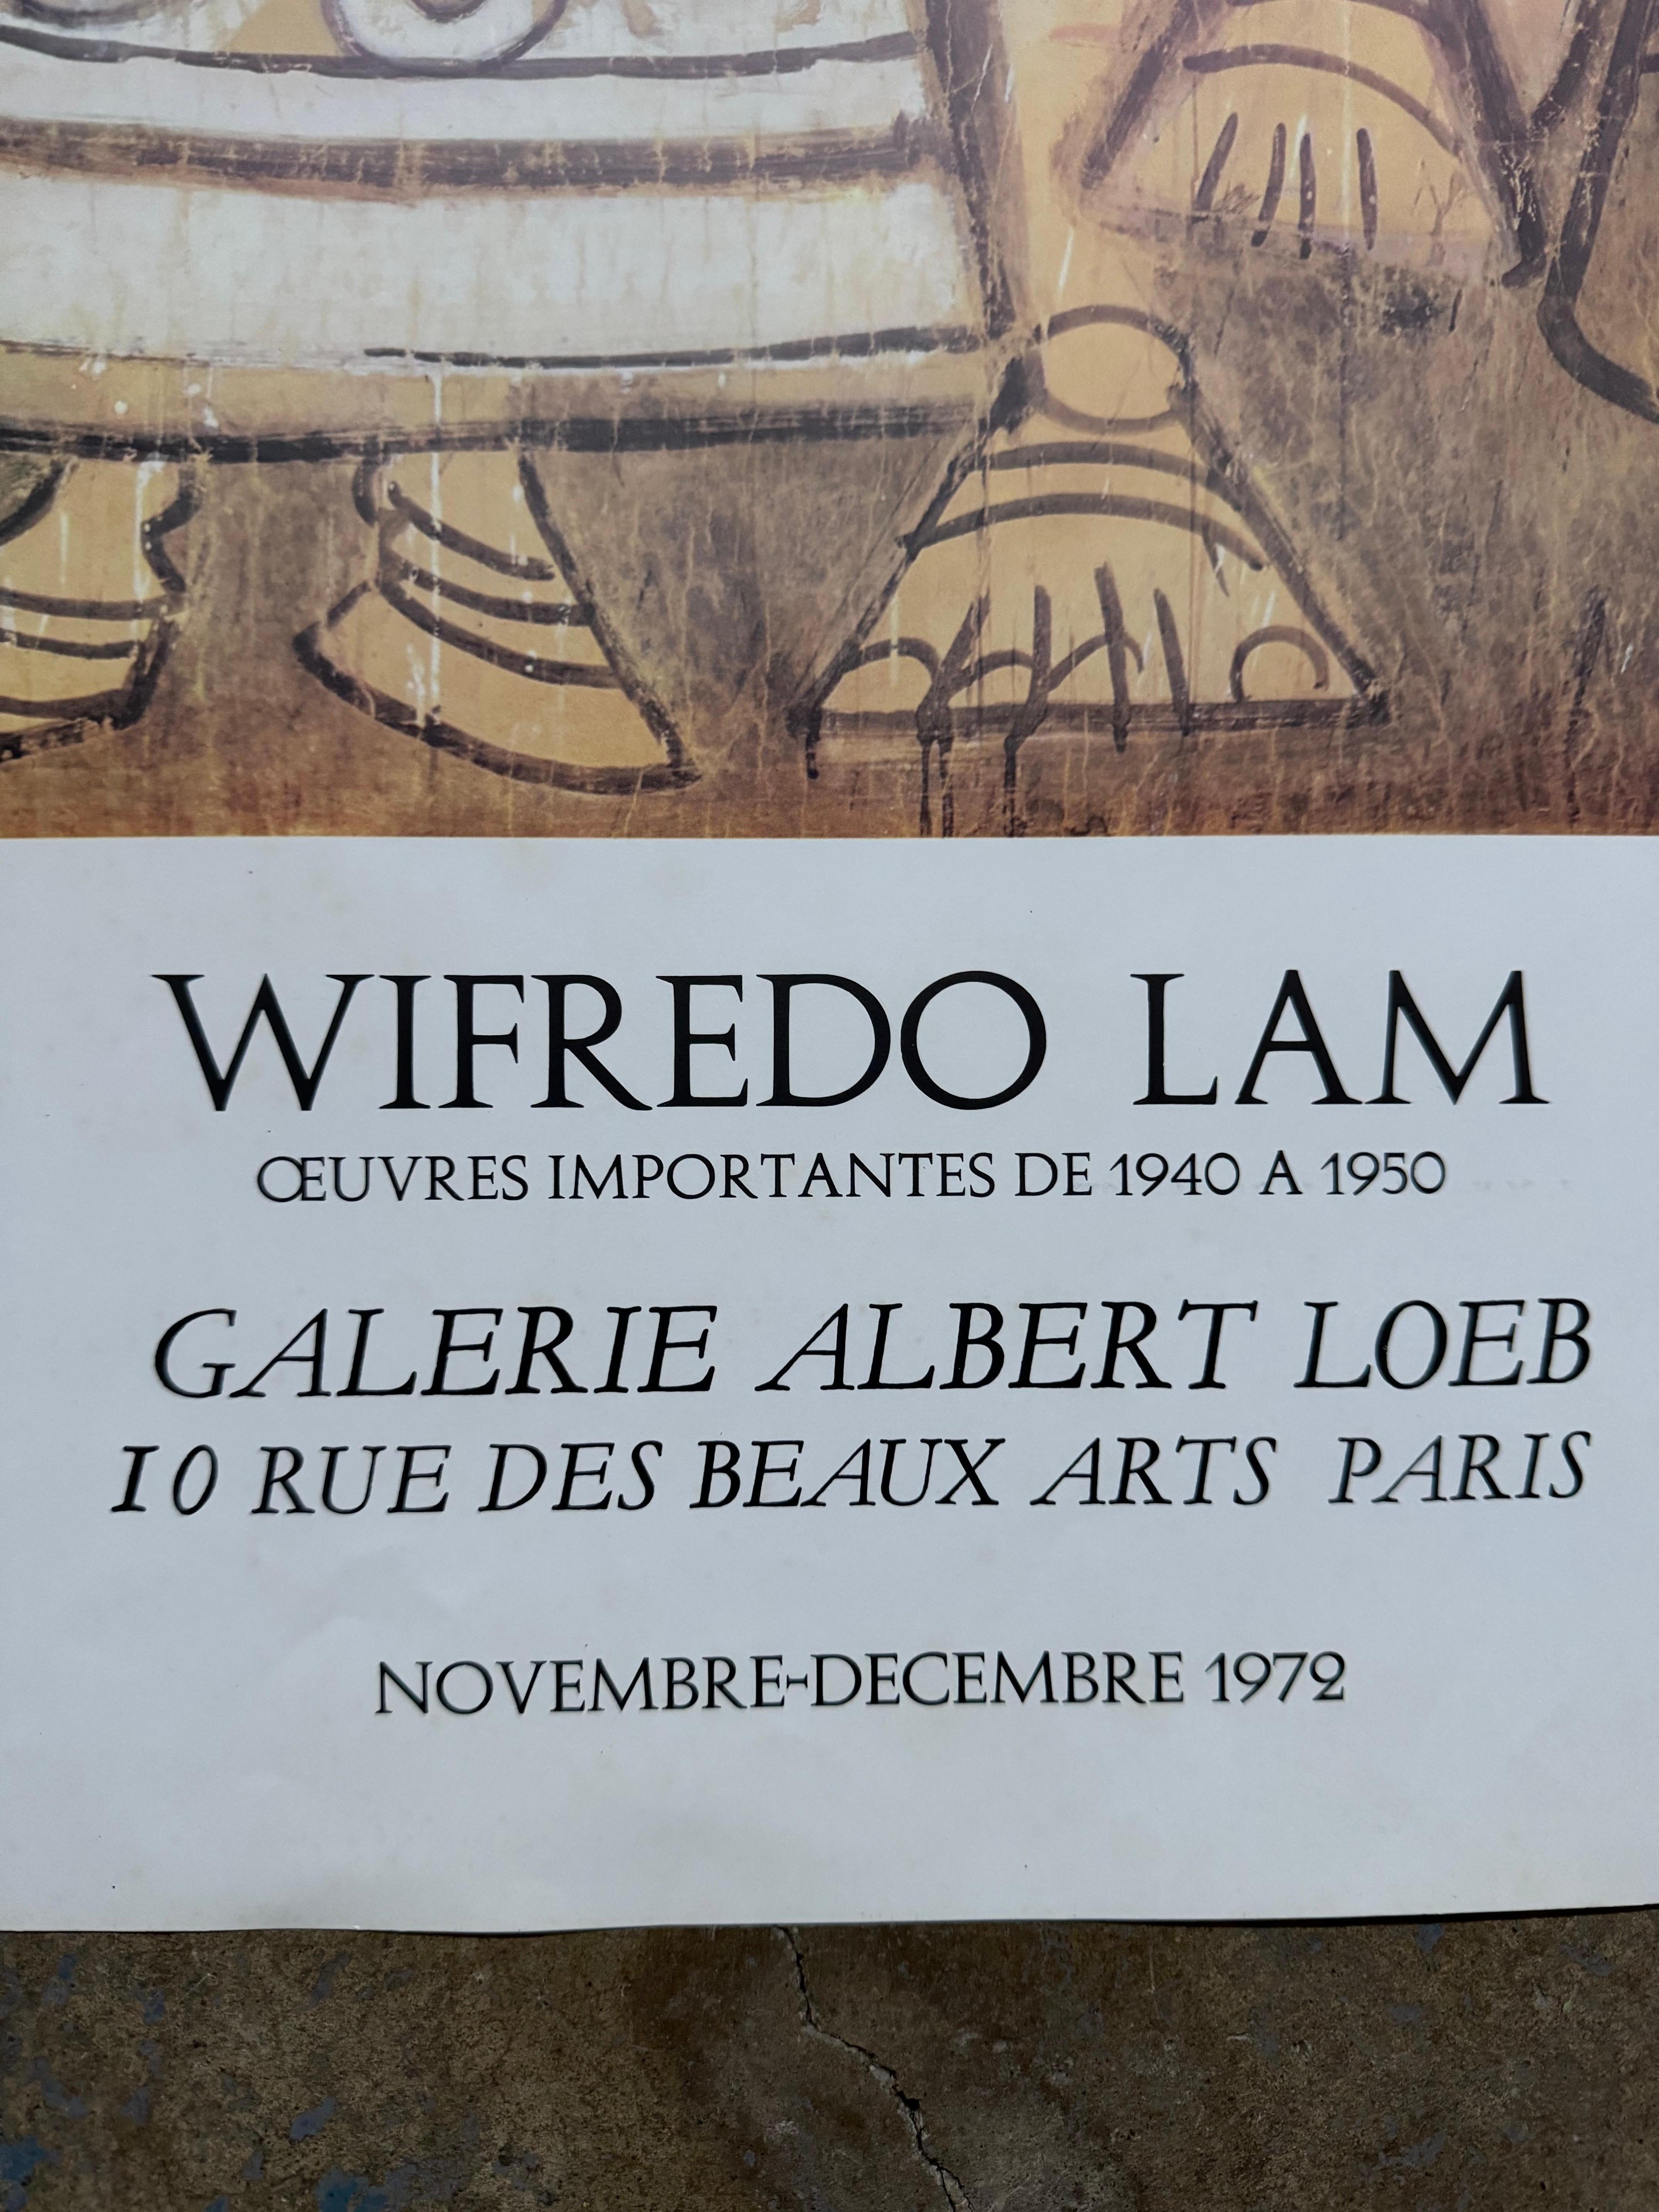 WIFREDO LAM
ŒUVRES IMPORTANTES DE 1940 A 1950
GALERIE ALBERT LOEB
10 RUE DES BEAUX ARTS PARIS
NOVEMBRE-DECEMBRE 1972